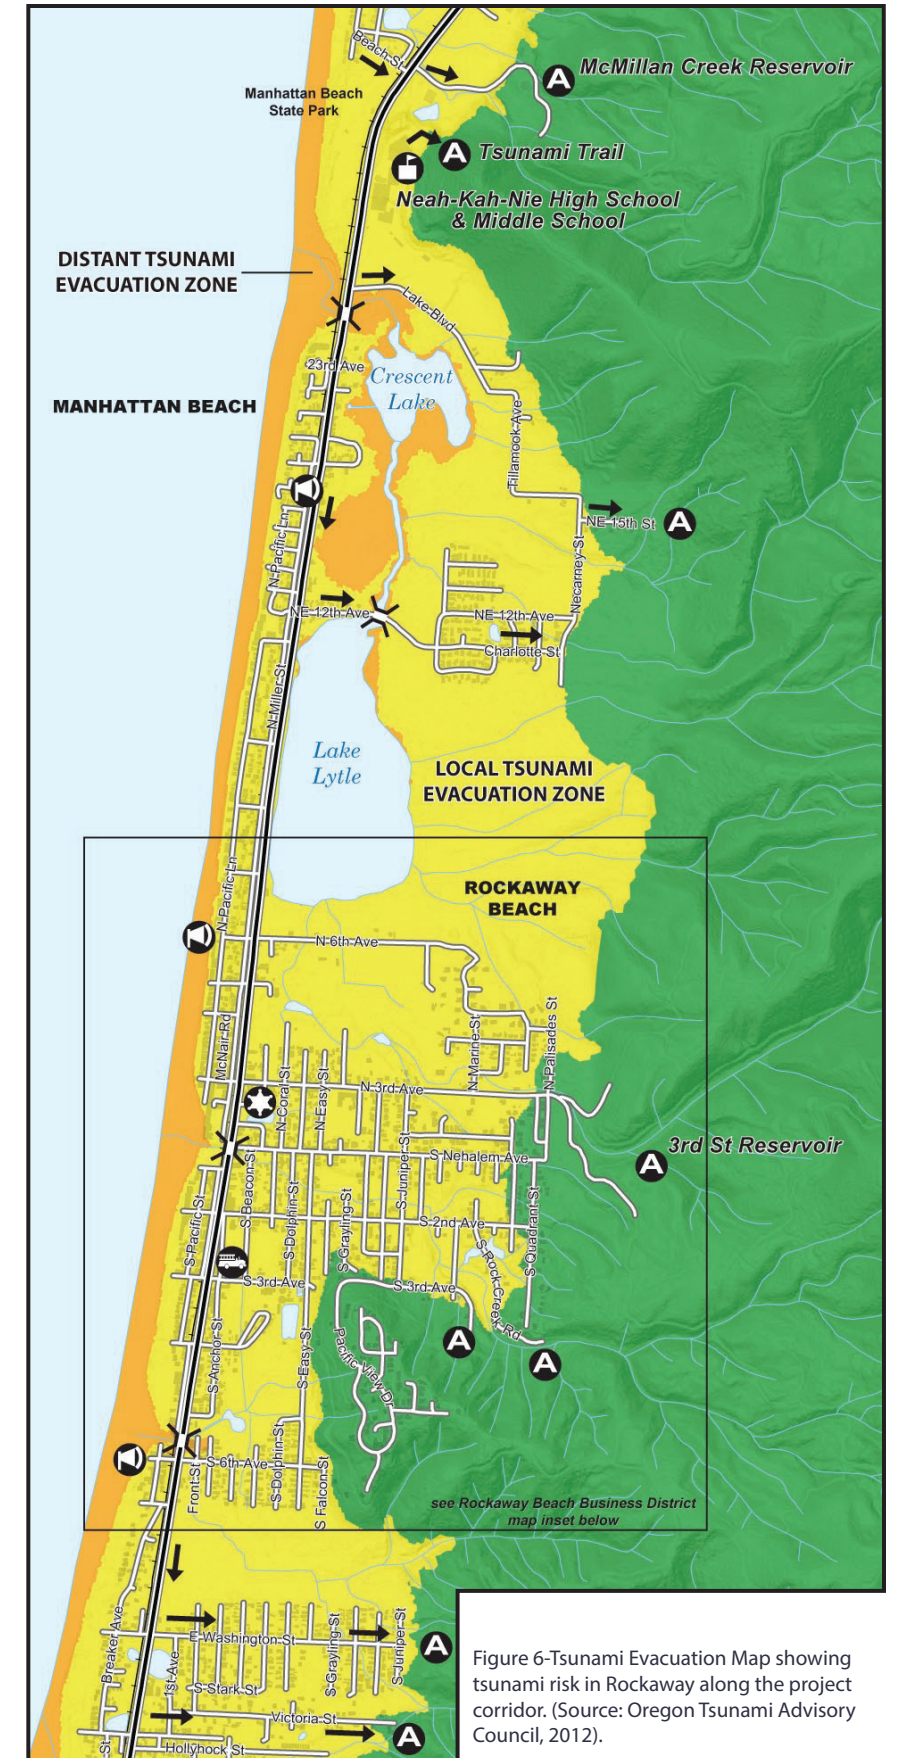 Beach St
A
McMillan Creek Reservoir
Manhattan Beach
State Park
A
Tsunami Trail
Neah-Kah-Nie High School
& Middle School
DISTANT TSUNAMI
EVACUATION ZONE
Lake Blvd
23rd Ave
Crescent
Lake
MANHATTAN BEACH
Tillamook Ave
N Pacific Ln
NE 15th St
A
Necarney St
NE 12th Ave
NE 12th Ave
Charlotte St
N Miller St
Lake
Lytle
LOCAL TSUNAMI
EVACUATION ZONE
ROCKAWAY
BEACH
N Pacific Ln
N 6th Ave
McNair Rd
N Marine St
N Palisades St
N Coral St
N Easy St
N 3rd Ave
3rd St Reservoir
A
S Nehalem Ave
S Beacon St
S Juniper St
S Pacific St
S Dolphin St
S Grayling St
S 2nd Ave
S Quadrant St
S Rock Creek Rd
S 3rd Ave
S 3rd Ave
A
A
S Anchor St
S Easy St
Pacific View Dr
S Dolphin St
S 6th Ave
Front St
S Falcon St
see Rockaway Beach Business District
map inset below
Breaker Ave
E Washington St
S Grayling St
S Juniper St
A
1st Ave
S Stark St
Victoria St
A
St
Hollyhock St
Figure 6-Tsunami Evacuation Map showing
tsunami risk in Rockaway along the project
corridor. (Source: Oregon Tsunami Advisory
Council, 2012).